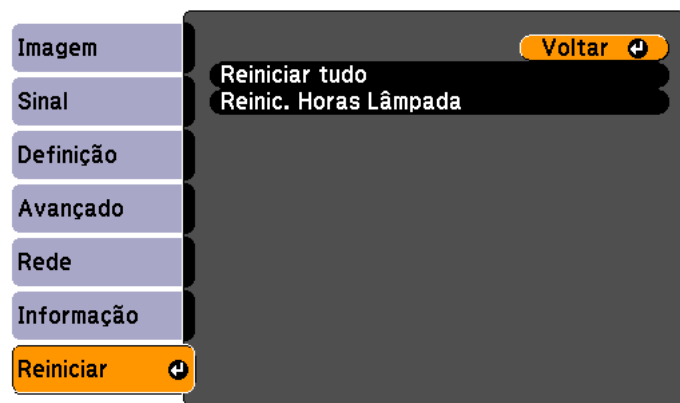 Imagem
Sinal
Definição
Avançado
Rede
Informação
Reiniciar
Voltar
Reiniciar tudo
Reinic. Horas Lâmpada